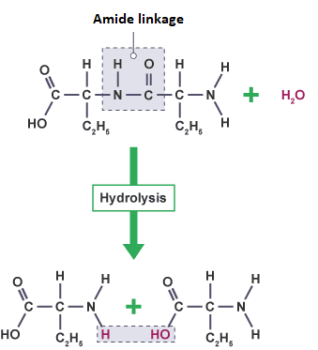 Amide linkage
O H H O H H
C – C – N – C – C – N + H₂O
HO C₂H₅ C₂H₅ H
Hydrolysis
O H H O H H
C – C – N + C – C – N
HO C₂H₅ H HO C₂H₅ H